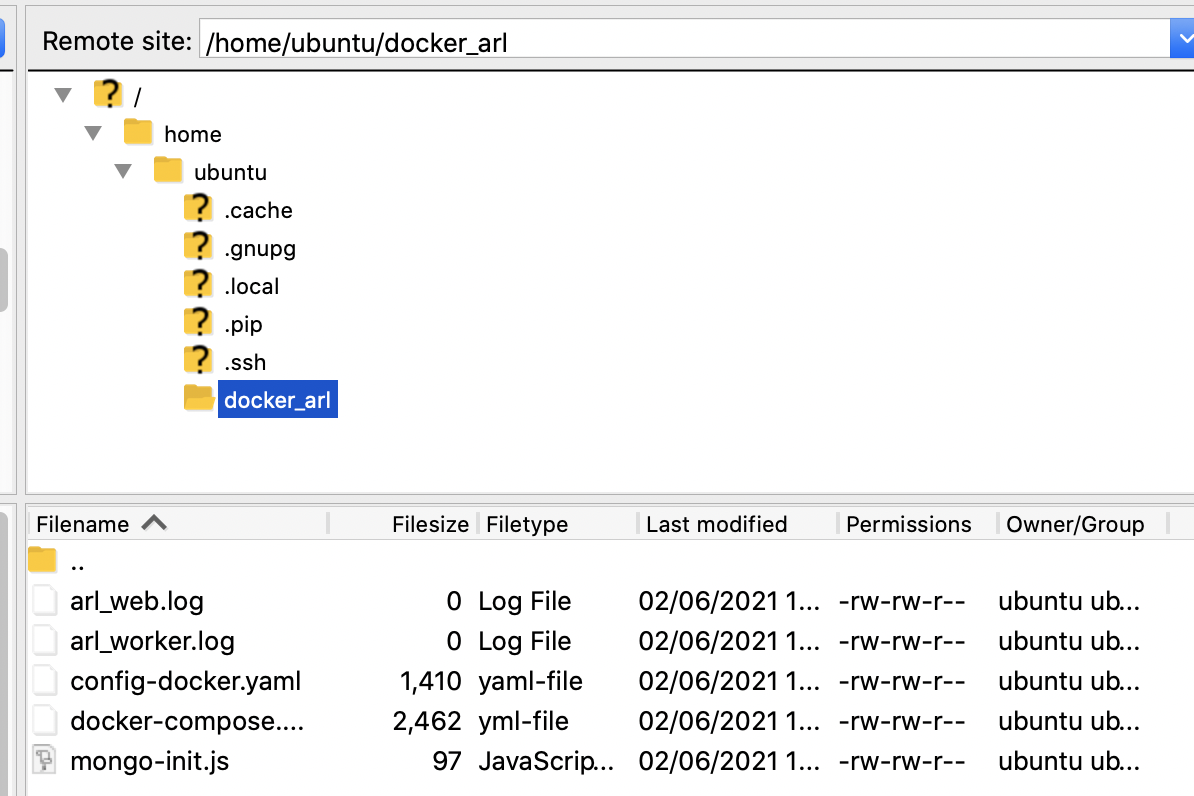 Remote site: /home/ubuntu/docker_arl
/
home
ubuntu
.cache
.gnupg
.local
.pip
.ssh
docker_arl
Filename Filesize Filetype Last modified Permissions Owner/Group
..
arl_web.log 0 Log File 02/06/2021 1... -rw-rw-r-- ubuntu ub...
arl_worker.log 0 Log File 02/06/2021 1... -rw-rw-r-- ubuntu ub...
config-docker.yaml 1,410 yaml-file 02/06/2021 1... -rw-rw-r-- ubuntu ub...
docker-compose.... 2,462 yml-file 02/06/2021 1... -rw-rw-r-- ubuntu ub...
mongo-init.js 97 JavaScrip... 02/06/2021 1... -rw-rw-r-- ubuntu ub...